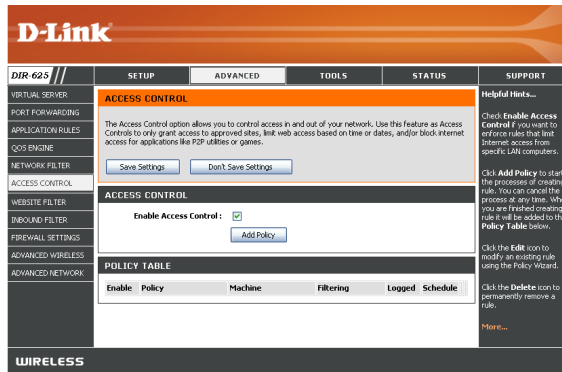 D-Link
DIR-625
SETUP
ADVANCED
TOOLS
STATUS
SUPPORT
VIRTUAL SERVER
PORT FORWARDING
APPLICATION RULES
QOS ENGINE
NETWORK FILTER
ACCESS CONTROL
WEBSITE FILTER
INBOUND FILTER
FIREWALL SETTINGS
ADVANCED WIRELESS
ADVANCED NETWORK
ACCESS CONTROL
The Access Control option allows you to control access in and out of your network. Use this feature as Access
Controls to only grant access to approved sites, limit web access based on time or dates, and/or block internet
access for applications like P2P utilities or games.
Save Settings
Don't Save Settings
ACCESS CONTROL
Enable Access Control :
Add Policy
POLICY TABLE
Enable Policy Machine Filtering Logged Schedule
Helpful Hints...
Check Enable Access
Control if you want to
enforce rules that limit
Internet access from
specific LAN computers.
Click Add Policy to start
the processes of creating
rule. You can cancel the
process at any time. Whe
you are finished creating
rule it will be added to th
Policy Table below.
Click the Edit icon to
modify an existing rule
using the Policy Wizard.
Click the Delete icon to
permanently remove a
rule.
More...
WIRELESS